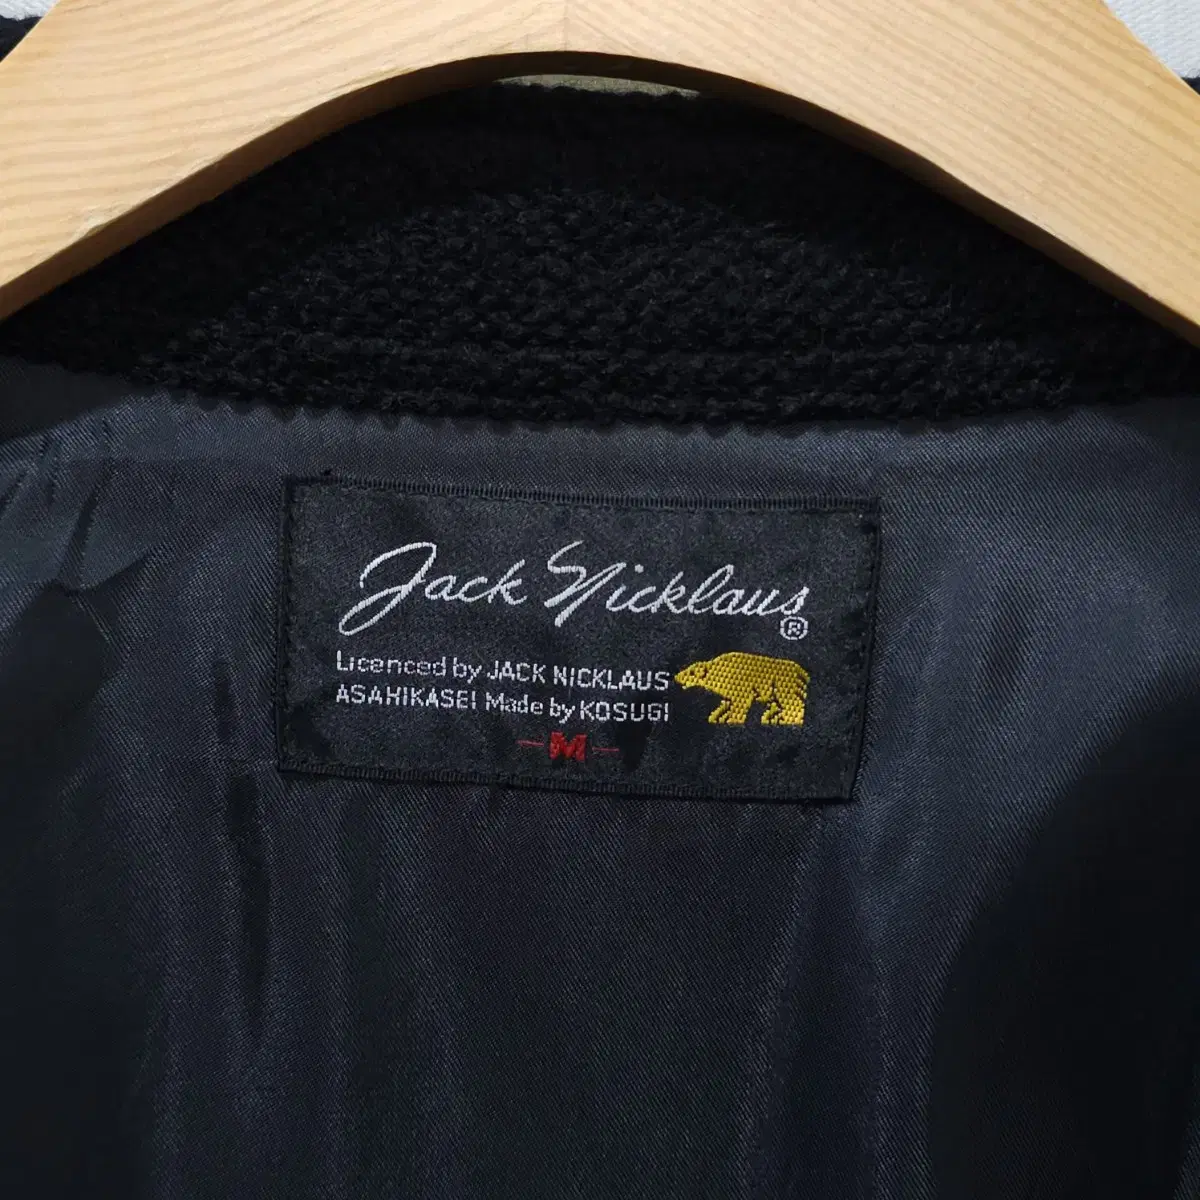 Jack Nicklaus
®
Licenced by JACK NICKLAUS
ASAHIKASEI Made by KOSUGI
-M-